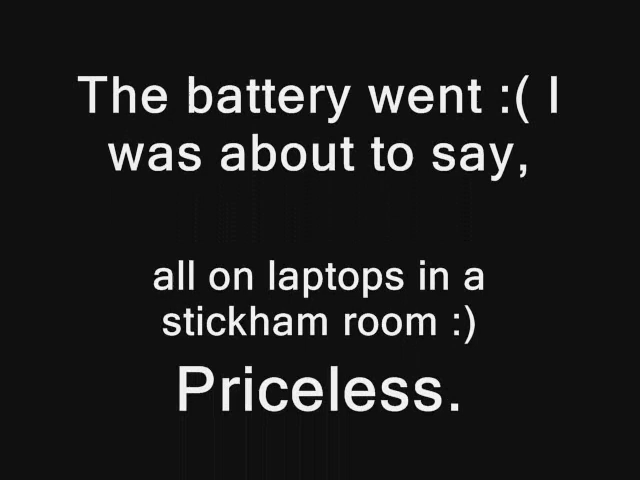 The battery went :( I
was about to say,
all on laptops in a
stickham room :)
Priceless.